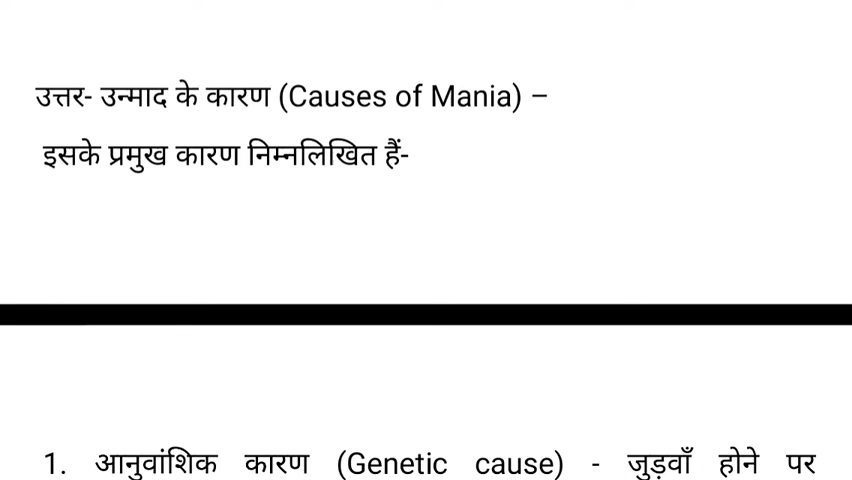 उत्तर- उन्माद के कारण (Causes of Mania) –
इसके प्रमुख कारण निम्नलिखित हैं-
1. आनुवांशिक कारण (Genetic cause) - जुड़वाँ होने पर